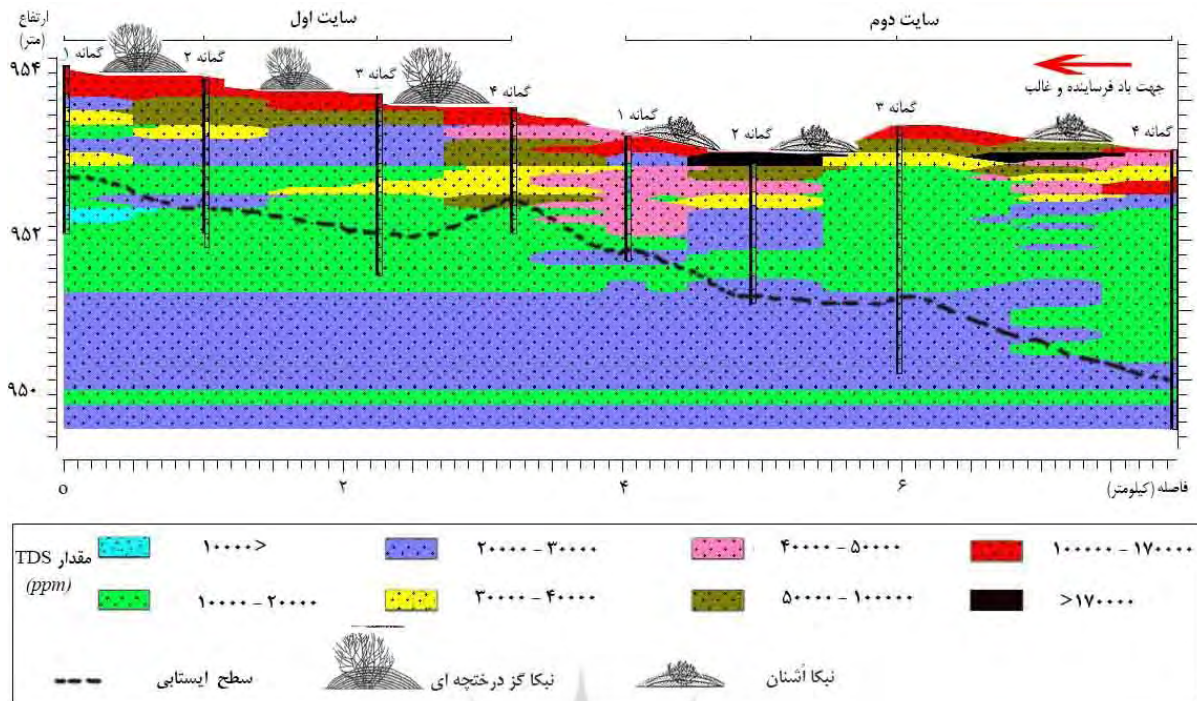 ارتفاع
(متر)
سایت اول
سایت دوم
گمانه ۱
گمانه ۲
گمانه ۳
گمانه ۴
گمانه ۱
گمانه ۲
گمانه ۳
گمانه ۴
جهت باد فرساینده و غالب
۹۵۴
۹۵۲
۹۵۰
۰
۲
۴
۶
فاصله (کیلومتر)
مقدار TDS
(ppm)
۱۰۰۰۰>
۲۰۰۰۰ - ۳۰۰۰۰
۴۰۰۰۰ - ۵۰۰۰۰
۱۰۰۰۰۰ - ۱۷۰۰۰۰
۱۰۰۰۰ - ۲۰۰۰۰
۳۰۰۰۰ - ۴۰۰۰۰
۵۰۰۰۰ - ۱۰۰۰۰۰
>۱۷۰۰۰۰
سطح ایستابی
نبکا گز درختچه ای
نبکا اُشنان